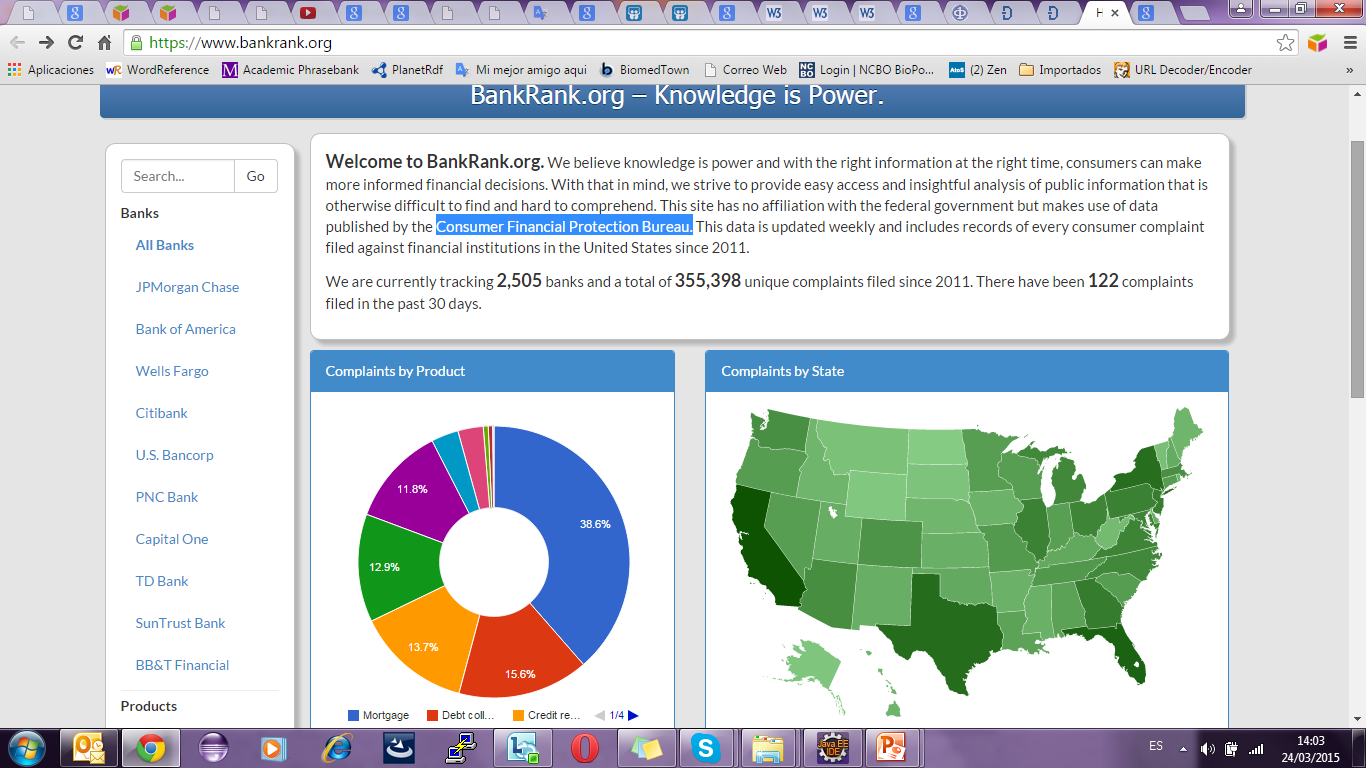 H
https://www.bankrank.org
Aplicaciones
WordReference
Academic Phrasebank
PlanetRdf
Mi mejor amigo aqui
BiomedTown
Correo Web
Login | NCBO BioPo...
(2) Zen
Importados
URL Decoder/Encoder
»
BankRank.org – Knowledge is Power.
Search...
Go
Banks
All Banks
JPMorgan Chase
Bank of America
Wells Fargo
Citibank
U.S. Bancorp
PNC Bank
Capital One
TD Bank
SunTrust Bank
BB&T Financial
Products
Welcome to BankRank.org. We believe knowledge is power and with the right information at the right time, consumers can make
more informed financial decisions. With that in mind, we strive to provide easy access and insightful analysis of public information that is
otherwise difficult to find and hard to comprehend. This site has no affiliation with the federal government but makes use of data
published by the Consumer Financial Protection Bureau. This data is updated weekly and includes records of every consumer complaint
filed against financial institutions in the United States since 2011.
We are currently tracking 2,505 banks and a total of 355,398 unique complaints filed since 2011. There have been 122 complaints
filed in the past 30 days.
Complaints by Product
38.6%
15.6%
13.7%
12.9%
11.8%
Mortgage
Debt coll...
Credit re...
1/4
Complaints by State
ES
14:03
24/03/2015